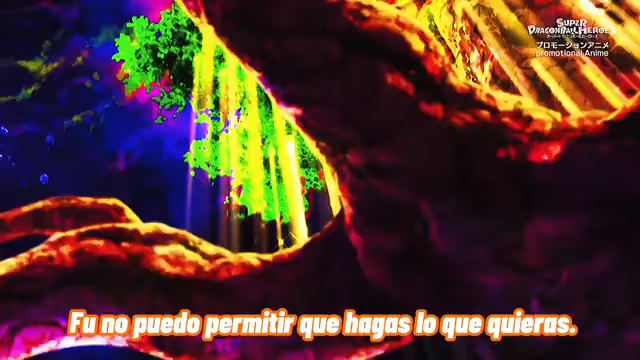 SUPER
DRAGONBALL HEROES
プロモーションアニメ
promotional Anime
Fu no puedo permitir que hagas lo que quieras.